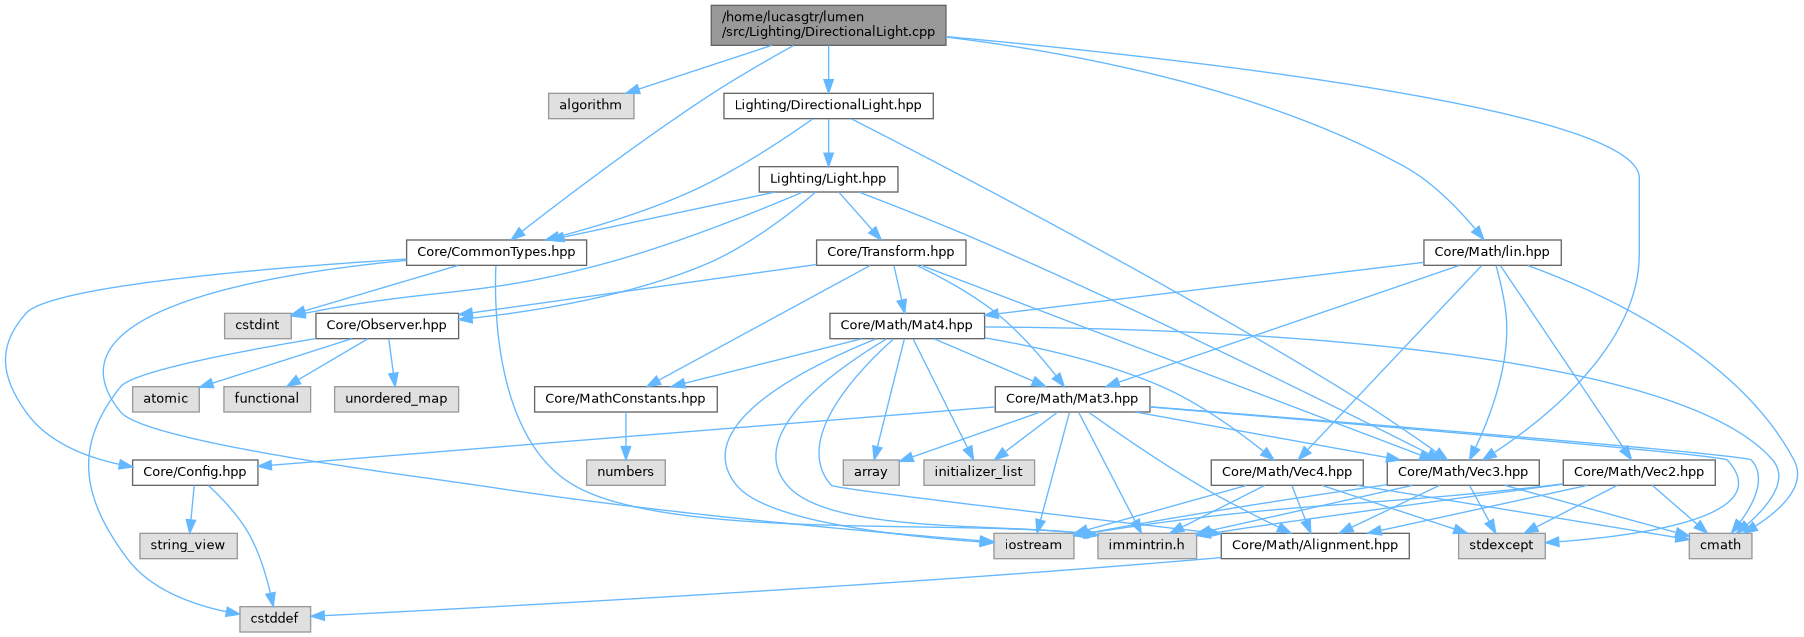 /home/lucasgtr/lumen
/src/Lighting/DirectionalLight.cpp
algorithm
Lighting/DirectionalLight.hpp
Lighting/Light.hpp
Core/CommonTypes.hpp
Core/Transform.hpp
Core/Math/lin.hpp
cstdint
Core/Observer.hpp
Core/Math/Mat4.hpp
atomic
functional
unordered_map
Core/MathConstants.hpp
Core/Math/Mat3.hpp
Core/Config.hpp
numbers
array
initializer_list
Core/Math/Vec4.hpp
Core/Math/Vec3.hpp
Core/Math/Vec2.hpp
string_view
iostream
immintrin.h
Core/Math/Alignment.hpp
stdexcept
cmath
cstddef